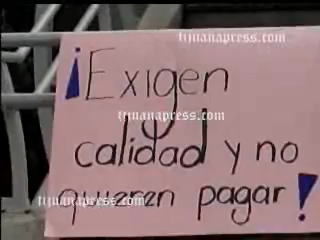 tijuanapress.com
¡Exigen
tijuanapress.com
calidad y no
quieren pagar!
tijuanapress.com